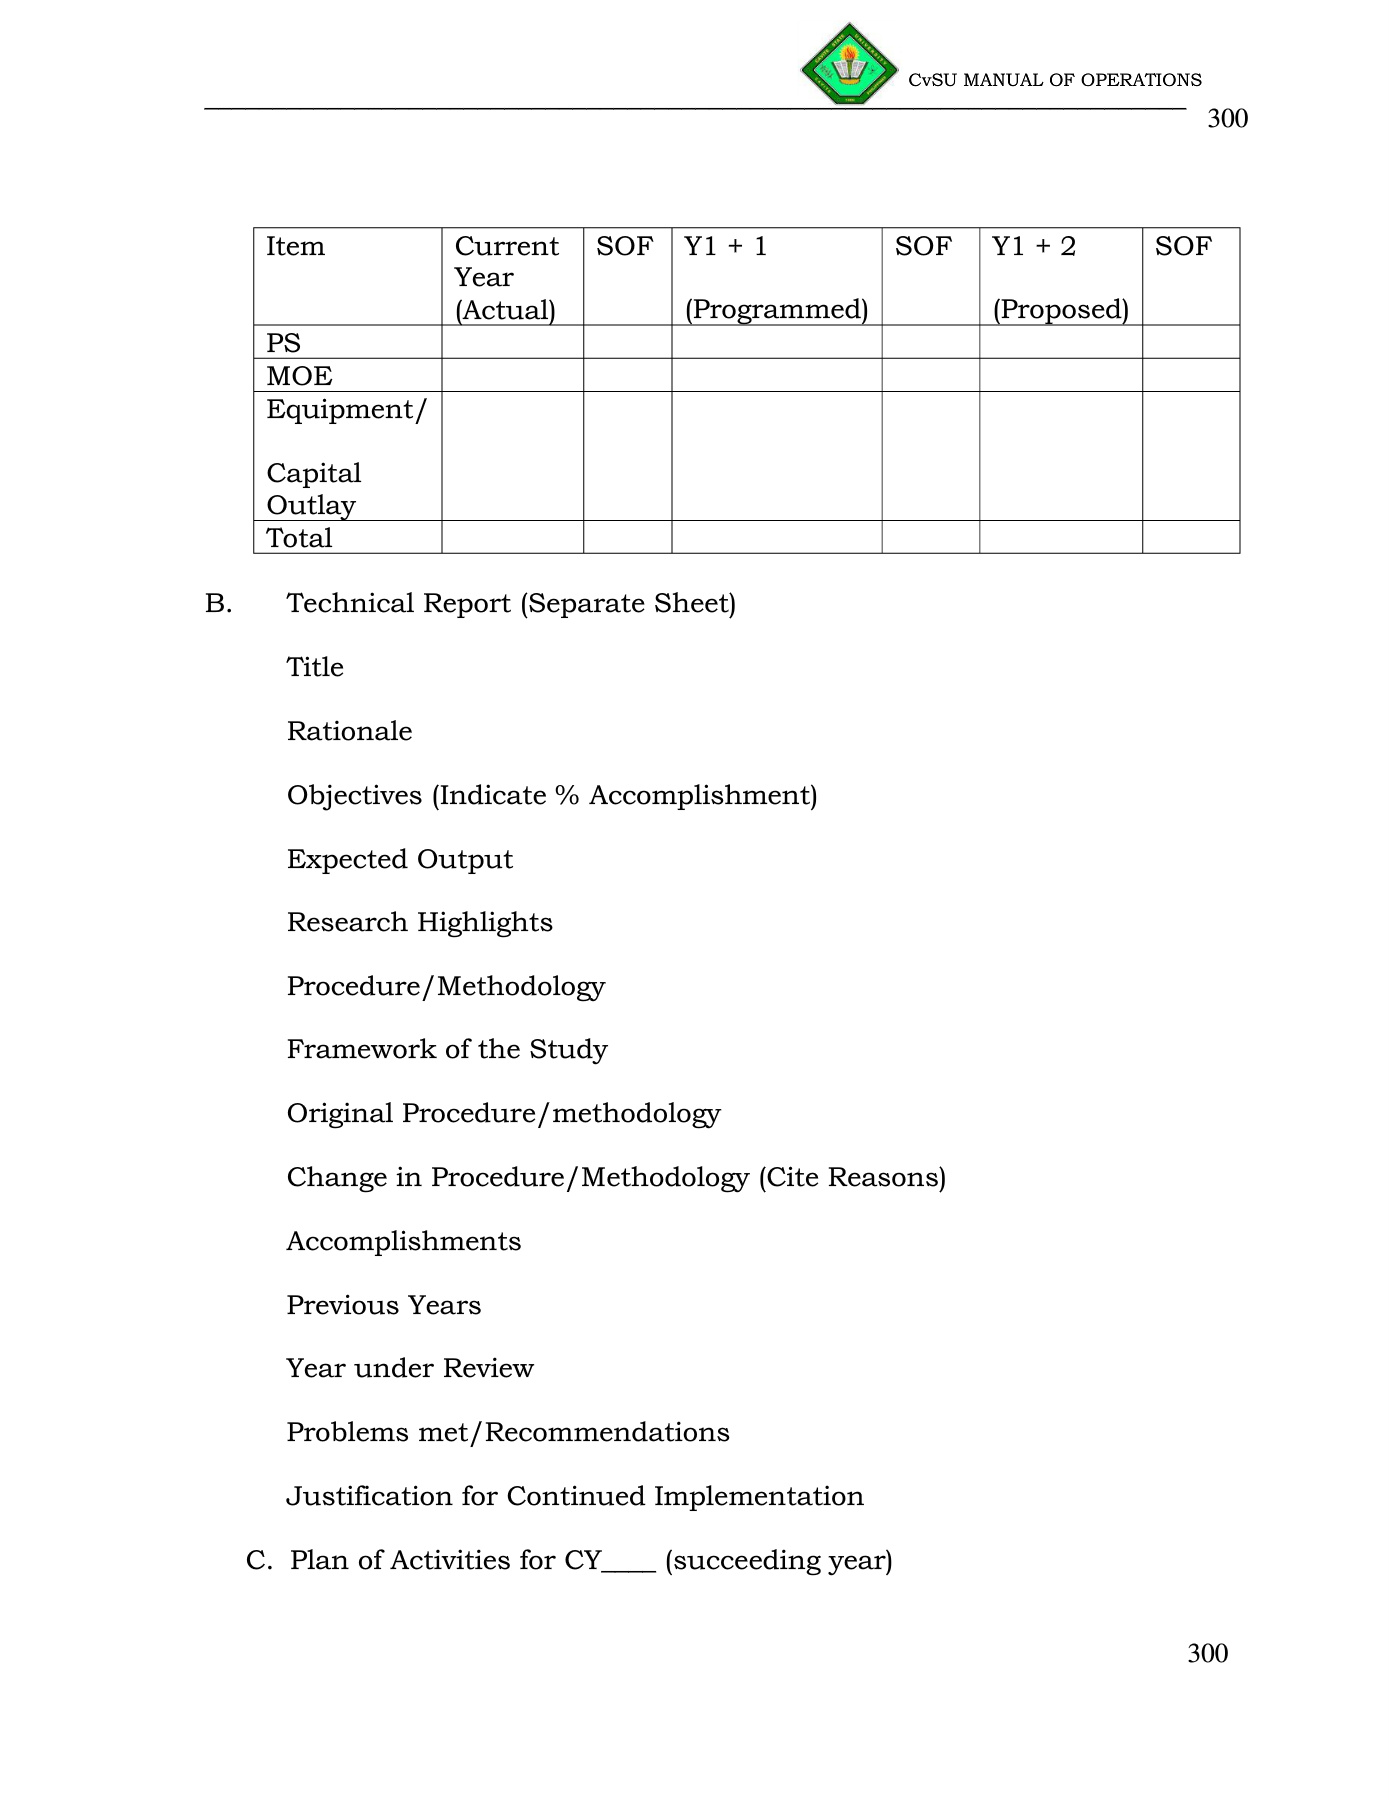 CvSU MANUAL OF OPERATIONS
300
Item Current Year (Actual) SOF Y1 + 1 (Programmed) SOF Y1 + 2 (Proposed) SOF
PS
MOE
Equipment/
Capital
Outlay
Total
B. Technical Report (Separate Sheet)
Title
Rationale
Objectives (Indicate % Accomplishment)
Expected Output
Research Highlights
Procedure/Methodology
Framework of the Study
Original Procedure/methodology
Change in Procedure/Methodology (Cite Reasons)
Accomplishments
Previous Years
Year under Review
Problems met/Recommendations
Justification for Continued Implementation
C. Plan of Activities for CY____ (succeeding year)
300